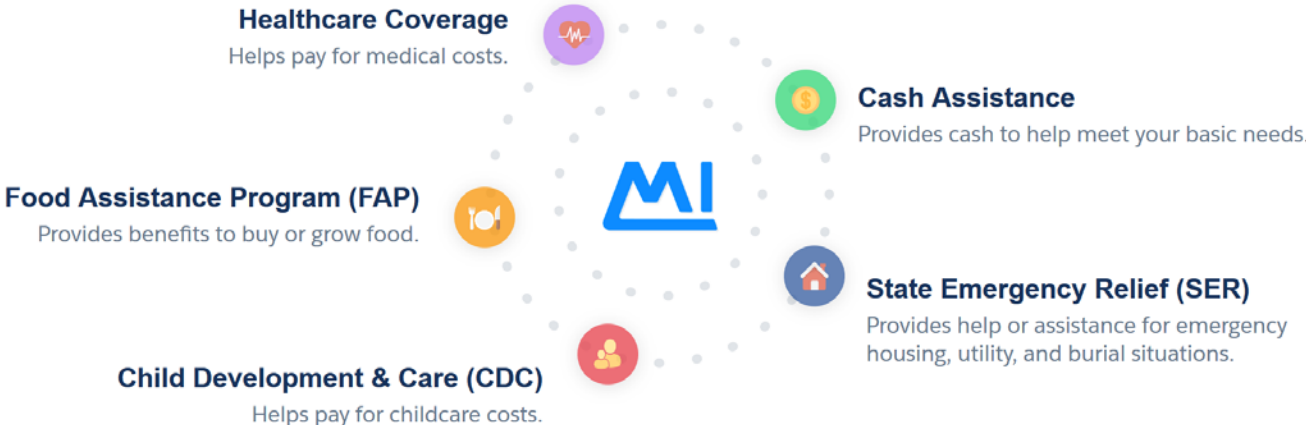 Healthcare Coverage
Helps pay for medical costs.
Cash Assistance
Provides cash to help meet your basic needs.
MI
Food Assistance Program (FAP)
Provides benefits to buy or grow food.
State Emergency Relief (SER)
Provides help or assistance for emergency
housing, utility, and burial situations.
Child Development & Care (CDC)
Helps pay for childcare costs.